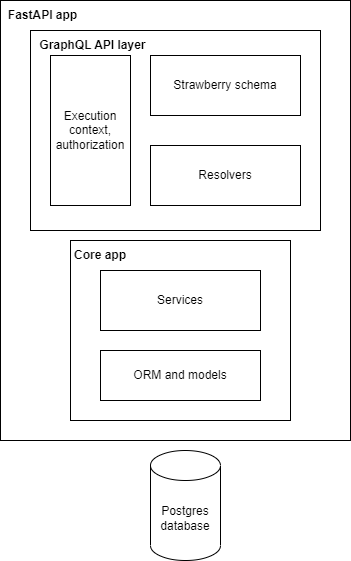 FastAPI app
GraphQL API layer
Execution
context,
authorization
Strawberry schema
Resolvers
Core app
Services
ORM and models
Postgres
database